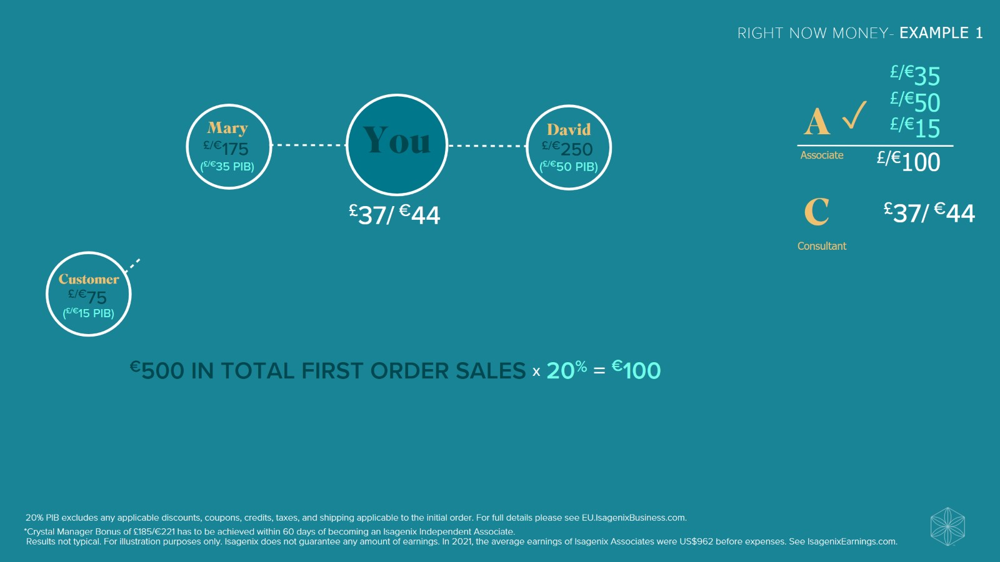 RIGHT NOW MONEY- EXAMPLE 1
£/€35
£/€50
£/€15
A ✓
Associate
£/€100
C
£37/ €44
Consultant
Mary
£/€175
(£/€35 PIB)
You
£37/ €44
David
£/€250
(£/€50 PIB)
Customer
£/€75
(£/€15 PIB)
€500 IN TOTAL FIRST ORDER SALES x 20% = €100
20% PIB excludes any applicable discounts, coupons, credits, taxes, and shipping applicable to the initial order. For full details please see EU.IsagenixBusiness.com.
*Crystal Manager Bonus of £185/€221 has to be achieved within 60 days of becoming an Isagenix Independent Associate.
Results not typical. For illustration purposes only. Isagenix does not guarantee any amount of earnings. In 2021, the average earnings of Isagenix Associates were US$962 before expenses. See IsagenixEarnings.com.